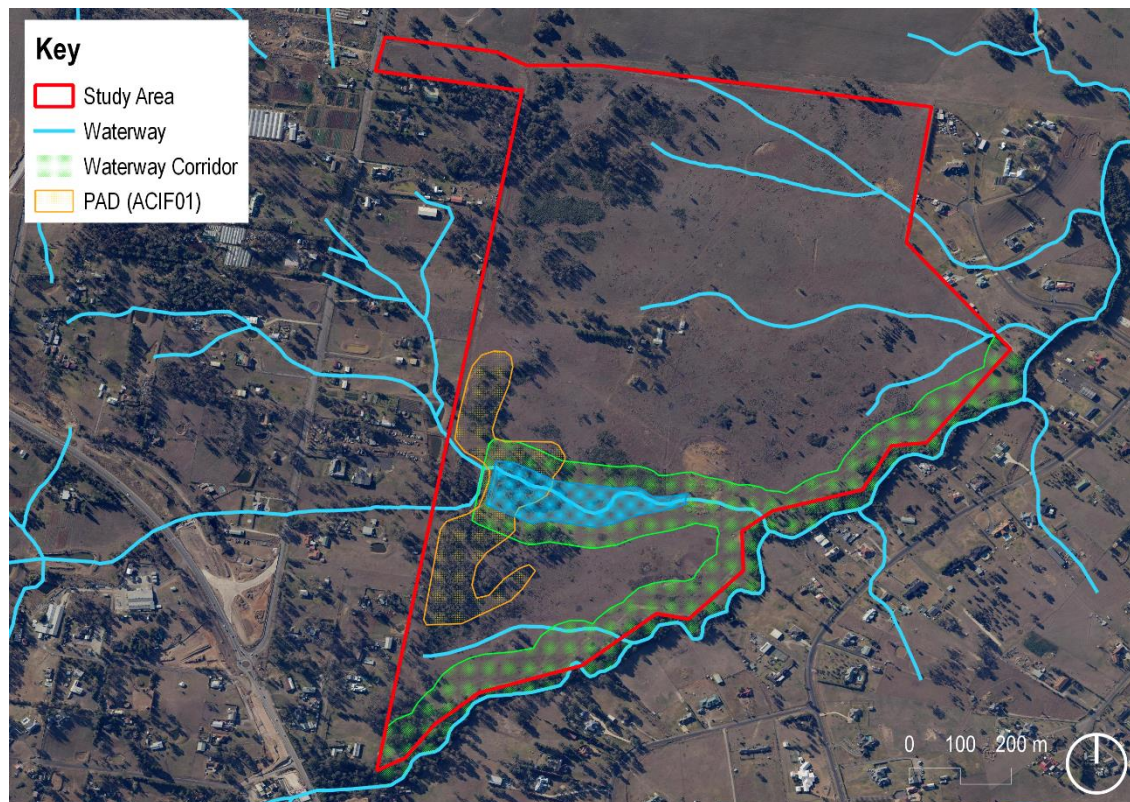 Key
Study Area
Waterway
Waterway Corridor
PAD (ACIF01)
0 100 200 m